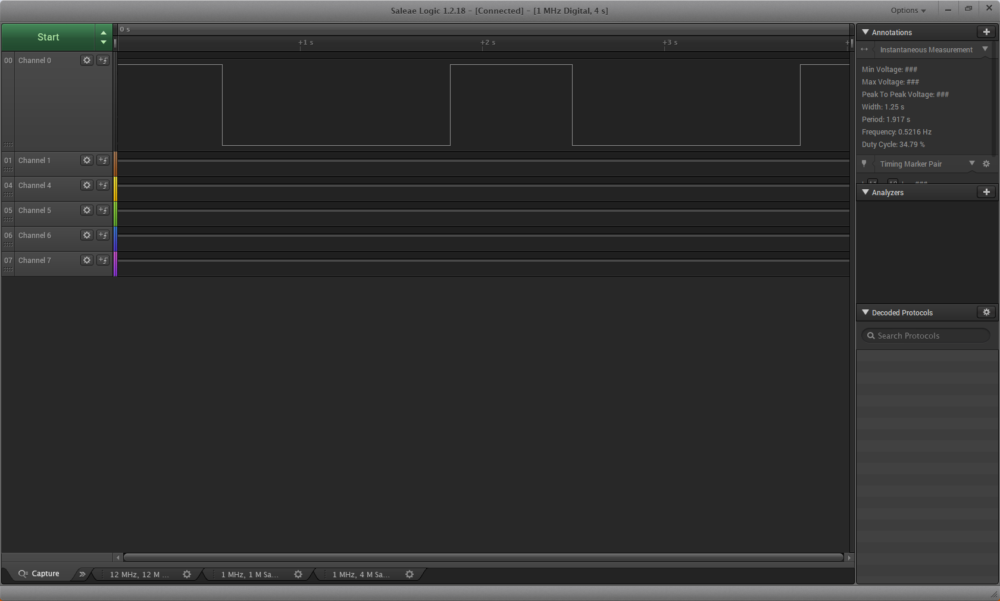 Saleae Logic 1.2.18 - [Connected] - [1 MHz Digital, 4 s]
Options
Start
0 s
+1 s
+2 s
+3 s
+
00 Channel 0
01 Channel 1
04 Channel 4
05 Channel 5
06 Channel 6
07 Channel 7
Annotations
Instantaneous Measurement
Min Voltage: ###
Max Voltage: ###
Peak To Peak Voltage: ###
Width: 1.25 s
Period: 1.917 s
Frequency: 0.5216 Hz
Duty Cycle: 34.79 %
Timing Marker Pair
Analyzers
Decoded Protocols
Search Protocols
Capture
12 MHz, 12 M ...
1 MHz, 1 M Sa...
1 MHz, 4 M Sa...